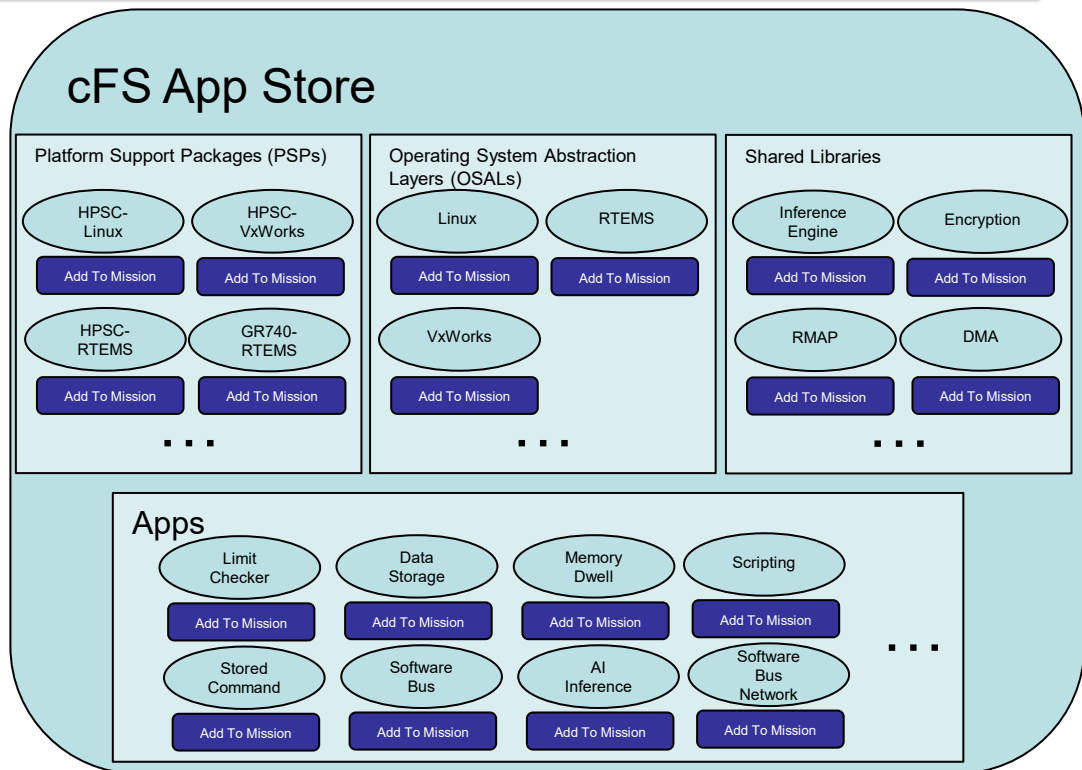 cFS App Store
Platform Support Packages (PSPs)
HPSC-
Linux
Add To Mission
HPSC-
VxWorks
Add To Mission
HPSC-
RTEMS
Add To Mission
GR740-
RTEMS
Add To Mission
...
Operating System Abstraction
Layers (OSALs)
Linux
Add To Mission
RTEMS
Add To Mission
VxWorks
Add To Mission
...
Shared Libraries
Inference
Engine
Add To Mission
Encryption
Add To Mission
RMAP
Add To Mission
DMA
Add To Mission
...
Apps
Limit
Checker
Add To Mission
Data
Storage
Add To Mission
Memory
Dwell
Add To Mission
Scripting
Add To Mission
Stored
Command
Add To Mission
Software
Bus
Add To Mission
AI
Inference
Add To Mission
Software
Bus
Network
Add To Mission
...